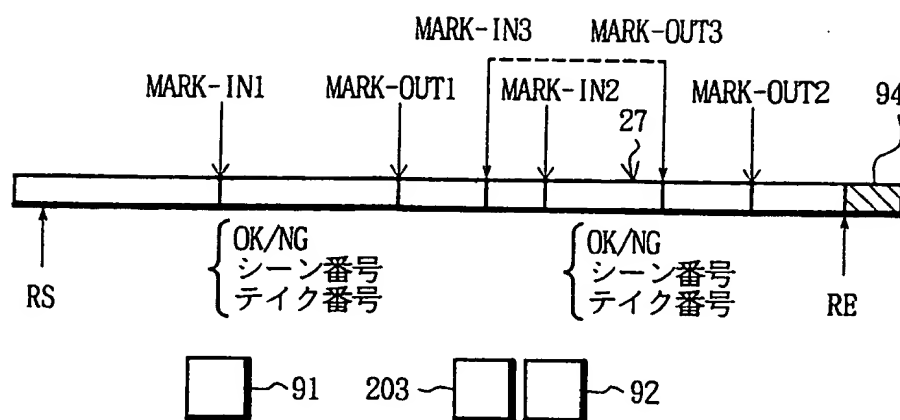 MARK-IN3 MARK-OUT3
MARK-IN1 MARK-OUT1 MARK-IN2 MARK-OUT2 94
27
OK/NG OK/NG
シーン番号 シーン番号
テイク番号 テイク番号
RS RE
91 203 92